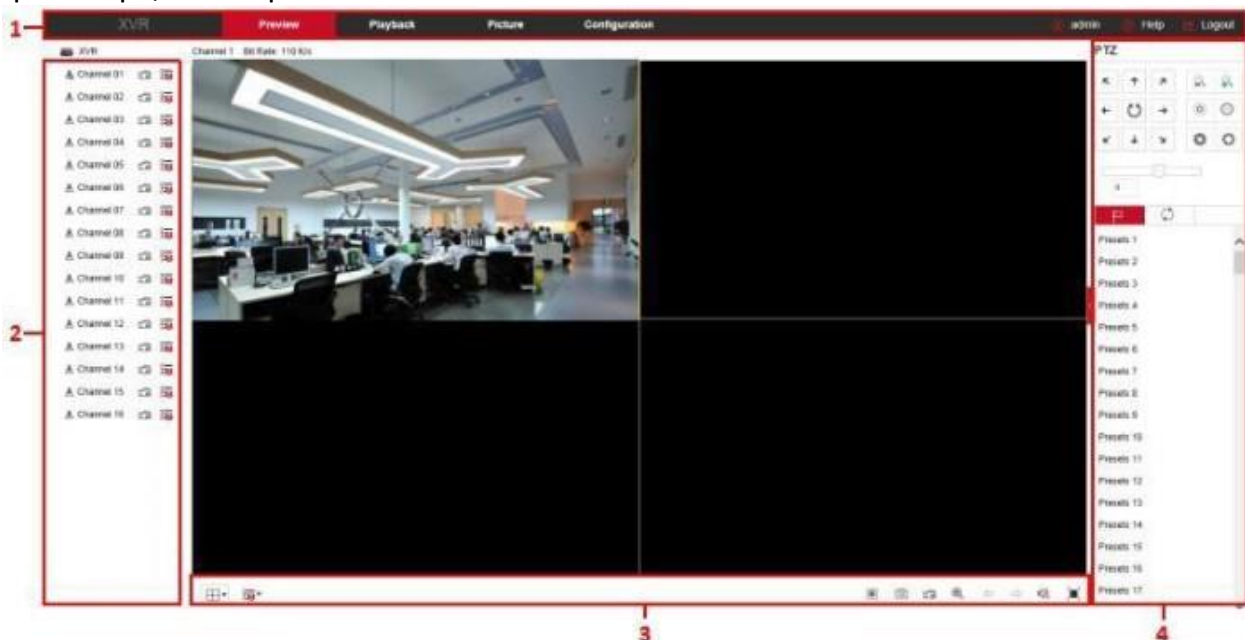 XVR Preview Playback Picture Configuration admin Help Logout
1
XVR
Channel 1 Bit Rate: 110 K/s
PTZ
Channel 01
Channel 02
Channel 03
Channel 04
Channel 05
Channel 06
Channel 07
Channel 08
Channel 09
Channel 10
Channel 11
Channel 12
Channel 13
Channel 14
Channel 15
Channel 16
2
Presets 1
Presets 2
Presets 3
Presets 4
Presets 5
Presets 6
Presets 7
Presets 8
Presets 9
Presets 10
Presets 11
Presets 12
Presets 13
Presets 14
Presets 15
Presets 16
Presets 17
3
4